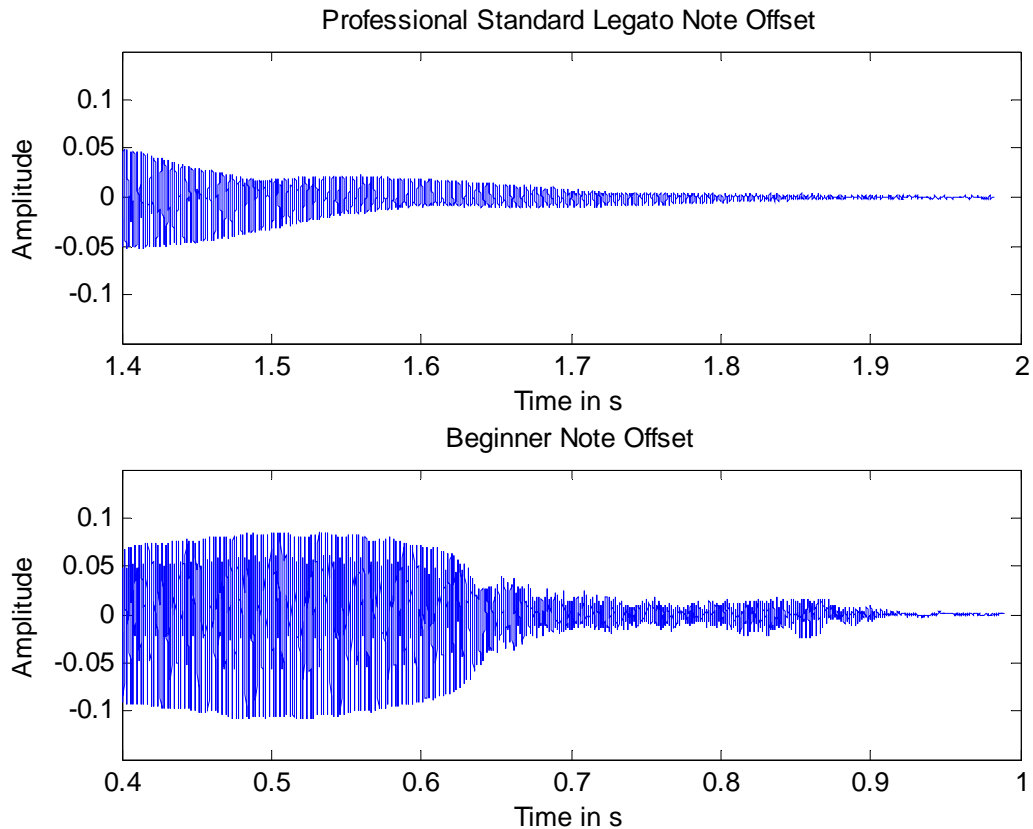 Professional Standard Legato Note Offset
0.1
0.05
0
-0.05
-0.1
Amplitude
1.4 1.5 1.6 1.7 1.8 1.9 2
Time in s
Beginner Note Offset
0.1
0.05
0
-0.05
-0.1
Amplitude
0.4 0.5 0.6 0.7 0.8 0.9 1
Time in s